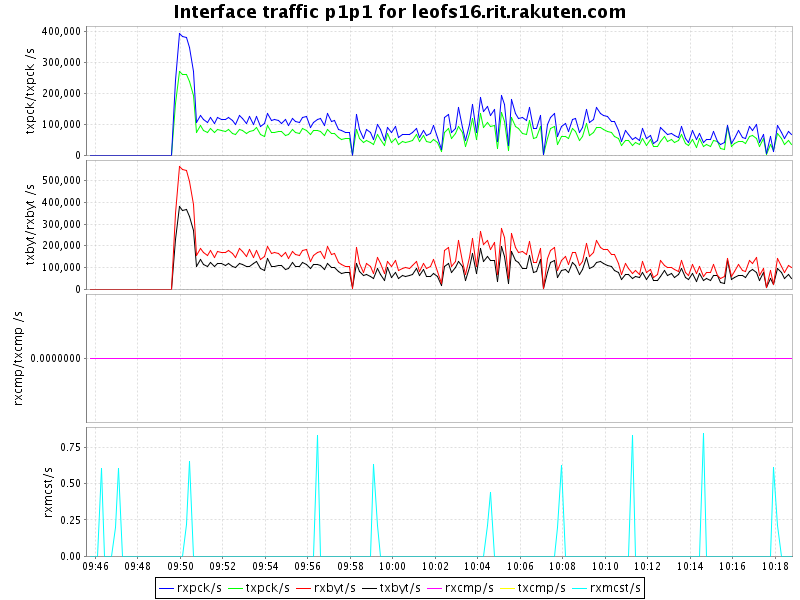 Interface traffic p1p1 for leofs16.rit.rakuten.com
txpck/txpck /s
400,000
300,000
200,000
100,000
0
txbyt/rxbyt /s
500,000
400,000
300,000
200,000
100,000
0
rxcmp/txcmp /s
0.0000000
rxmcst/s
0.75
0.50
0.25
0.00
09:46 09:48 09:50 09:52 09:54 09:56 09:58 10:00 10:02 10:04 10:06 10:08 10:10 10:12 10:14 10:16 10:18
rxpck/s txpck/s rxbyt/s txbyt/s rxcmp/s txcmp/s rxmcst/s